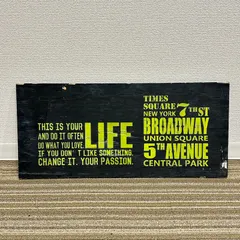 THIS IS YOUR LIFE
AND DO IT OFTEN
DO WHAT YOU LOVE.
IF YOU DON'T LIKE SOMETHING,
CHANGE IT. YOUR PASSION.
TIMES
SQUARE 7TH ST
NEW YORK
BROADWAY
UNION SQUARE
5TH AVENUE
CENTRAL PARK